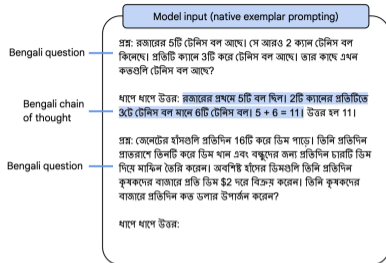 Model input (native exemplar prompting)
Bengali question
প্রশ্ন: রজারের 5টি টেনিস বল আছে। সে আরও 2 ক্যান টেনিস বল
কিনেছে। প্রতিটি ক্যানে 3টি করে টেনিস বল আছে। তার কাছে এখন
কতগুলি টেনিস বল আছে?
Bengali chain
of thought
ধাপে ধাপে উত্তর: রজারের প্রথমে 5টি বল ছিল। 2টি ক্যানের প্রতিটিতে
3টে টেনিস বল মানে 6টি টেনিস বল। 5 + 6 = 11। উত্তর হল 11।
Bengali question
প্রশ্ন: জেনেটের হাঁসগুলি প্রতিদিন 16টি করে ডিম পাড়ে। তিনি প্রতিদিন
প্রাতরাশে তিনটি করে ডিম খান এবং বন্ধুদের জন্য প্রতিদিন চারটি ডিম
দিয়ে মাফিন তৈরি করেন। অবশিষ্ট হাঁসের ডিমগুলি তিনি প্রতিদিন
কৃষকদের বাজারে প্রতি ডিম $2 দরে বিক্রয় করেন। তিনি কৃষকদের
বাজারে প্রতিদিন কত ডলার উপার্জন করেন?
ধাপে ধাপে উত্তর: